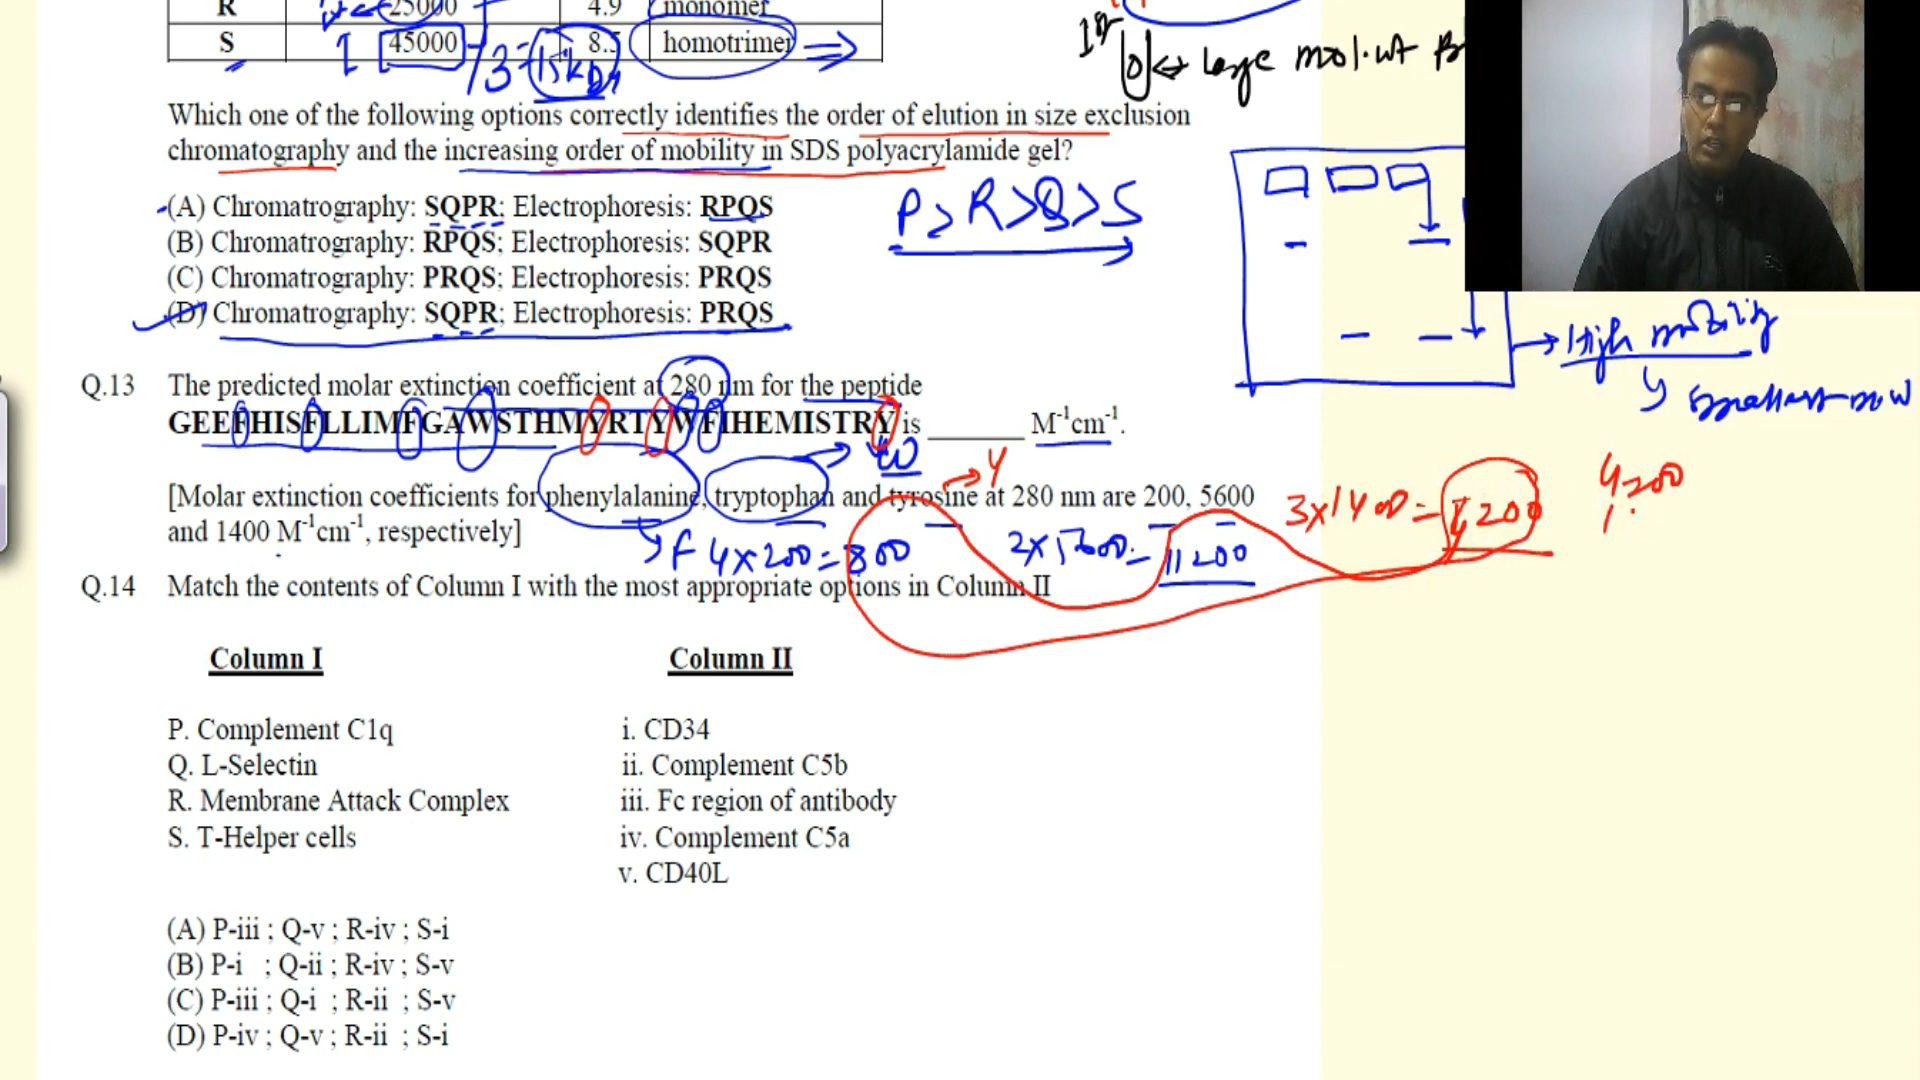 R 25000 4.9 monomer
S 45000 8.5 homotrimer
/3 = 15kDa
1st
Large mol.wt
Which one of the following options correctly identifies the order of elution in size exclusion
chromatography and the increasing order of mobility in SDS polyacrylamide gel?
(A) Chromatrography: SQPR; Electrophoresis: RPQS
(B) Chromatrography: RPQS; Electrophoresis: SQPR
(C) Chromatrography: PRQS; Electrophoresis: PRQS
(D) Chromatrography: SQPR; Electrophoresis: PRQS
P > R > Q > S
High mobility
Q.13 The predicted molar extinction coefficient at 280 nm for the peptide
GEEFHISFLLIMFGAWSTHMYRTYWFIHEMISTRY is ________ M⁻¹cm⁻¹.
W
Y
[Molar extinction coefficients for phenylalanine, tryptophan and tyrosine at 280 nm are 200, 5600
and 1400 M⁻¹cm⁻¹, respectively]
F 4x200=800
2x5600=11200
3x1400=4200
4200
Q.14 Match the contents of Column I with the most appropriate options in Column II
Column I Column II
P. Complement C1q i. CD34
Q. L-Selectin ii. Complement C5b
R. Membrane Attack Complex iii. Fc region of antibody
S. T-Helper cells iv. Complement C5a
v. CD40L
(A) P-iii ; Q-v ; R-iv ; S-i
(B) P-i ; Q-ii ; R-iv ; S-v
(C) P-iii ; Q-i ; R-ii ; S-v
(D) P-iv ; Q-v ; R-ii ; S-i